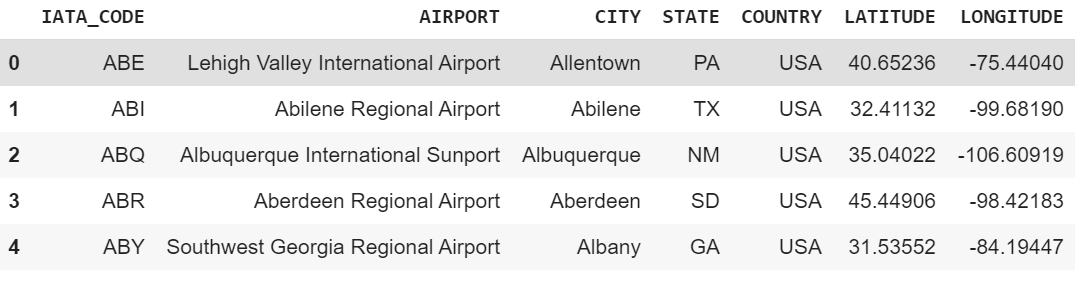 IATA_CODE AIRPORT CITY STATE COUNTRY LATITUDE LONGITUDE
0 ABE Lehigh Valley International Airport Allentown PA USA 40.65236 -75.44040
1 ABI Abilene Regional Airport Abilene TX USA 32.41132 -99.68190
2 ABQ Albuquerque International Sunport Albuquerque NM USA 35.04022 -106.60919
3 ABR Aberdeen Regional Airport Aberdeen SD USA 45.44906 -98.42183
4 ABY Southwest Georgia Regional Airport Albany GA USA 31.53552 -84.19447